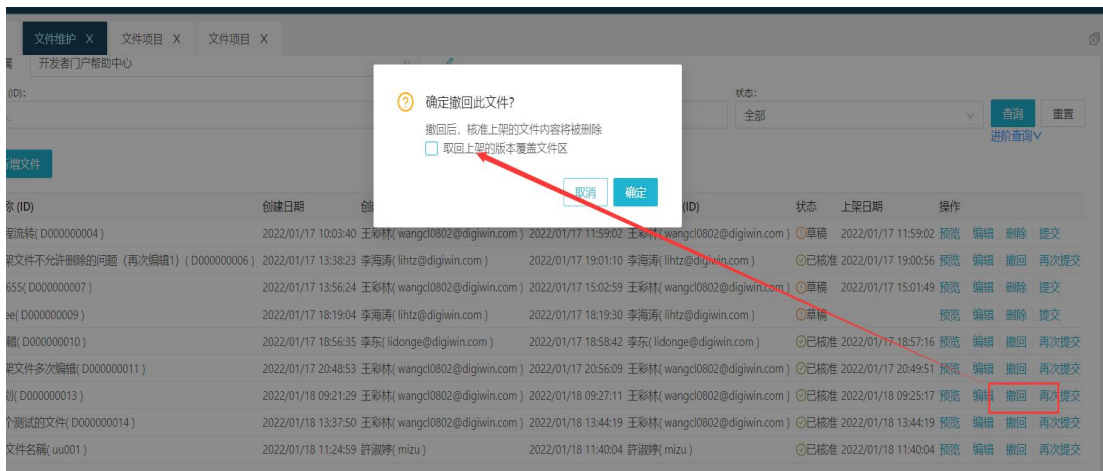 文件维护 X 文件项目 X 文件项目 X
属 开发者门户帮助中心
(ID): 状态:
全部 查询 重置
进阶查询
新增文件
确定撤回此文件?
撤回后，核准上架的文件内容将被删除
取回上架的版本覆盖文件区
取消 确定
称 (ID) 创建日期 创 (ID) 状态 上架日期 操作
程流转( D000000004 ) 2022/01/17 10:03:40 王彩林( wangcl0802@digiwin.com ) 2022/01/17 11:59:02 王彩林( wangcl0802@digiwin.com ) 草稿 2022/01/17 11:59:02 预览 编辑 删除 提交
架文件不允许删除的问题（再次编辑1）( D000000006 ) 2022/01/17 13:38:23 李海涛( lihtz@digiwin.com ) 2022/01/17 19:01:10 李海涛( lihtz@digiwin.com ) 已核准 2022/01/17 19:00:56 预览 编辑 撤回 再次提交
655( D000000007 ) 2022/01/17 13:56:24 王彩林( wangcl0802@digiwin.com ) 2022/01/17 15:02:59 王彩林( wangcl0802@digiwin.com ) 草稿 2022/01/17 15:01:49 预览 编辑 删除 提交
ee( D000000009 ) 2022/01/17 18:19:04 李海涛( lihtz@digiwin.com ) 2022/01/17 18:19:30 李海涛( lihtz@digiwin.com ) 草稿 预览 编辑 删除 提交
輯( D000000010 ) 2022/01/17 18:56:35 李东( lidonge@digiwin.com ) 2022/01/17 18:58:42 李东( lidonge@digiwin.com ) 已核准 2022/01/17 18:57:16 预览 编辑 撤回 再次提交
架文件多次编辑( D000000011 ) 2022/01/17 20:48:53 王彩林( wangcl0802@digiwin.com ) 2022/01/17 20:56:09 王彩林( wangcl0802@digiwin.com ) 已核准 2022/01/17 20:49:51 预览 编辑 撤回 再次提交
划( D000000013 ) 2022/01/18 09:21:29 王彩林( wangcl0802@digiwin.com ) 2022/01/18 09:27:11 王彩林( wangcl0802@digiwin.com ) 已核准 2022/01/18 09:25:17 预览 编辑 撤回 再次提交
个测试的文件( D000000014 ) 2022/01/18 13:37:50 王彩林( wangcl0802@digiwin.com ) 2022/01/18 13:44:19 王彩林( wangcl0802@digiwin.com ) 已核准 2022/01/18 13:44:19 预览 编辑 撤回 再次提交
文件名稱( uu001 ) 2022/01/18 11:24:59 許淑婷( mizu ) 2022/01/18 11:40:04 許淑婷( mizu ) 已核准 2022/01/18 11:40:04 预览 编辑 撤回 再次提交